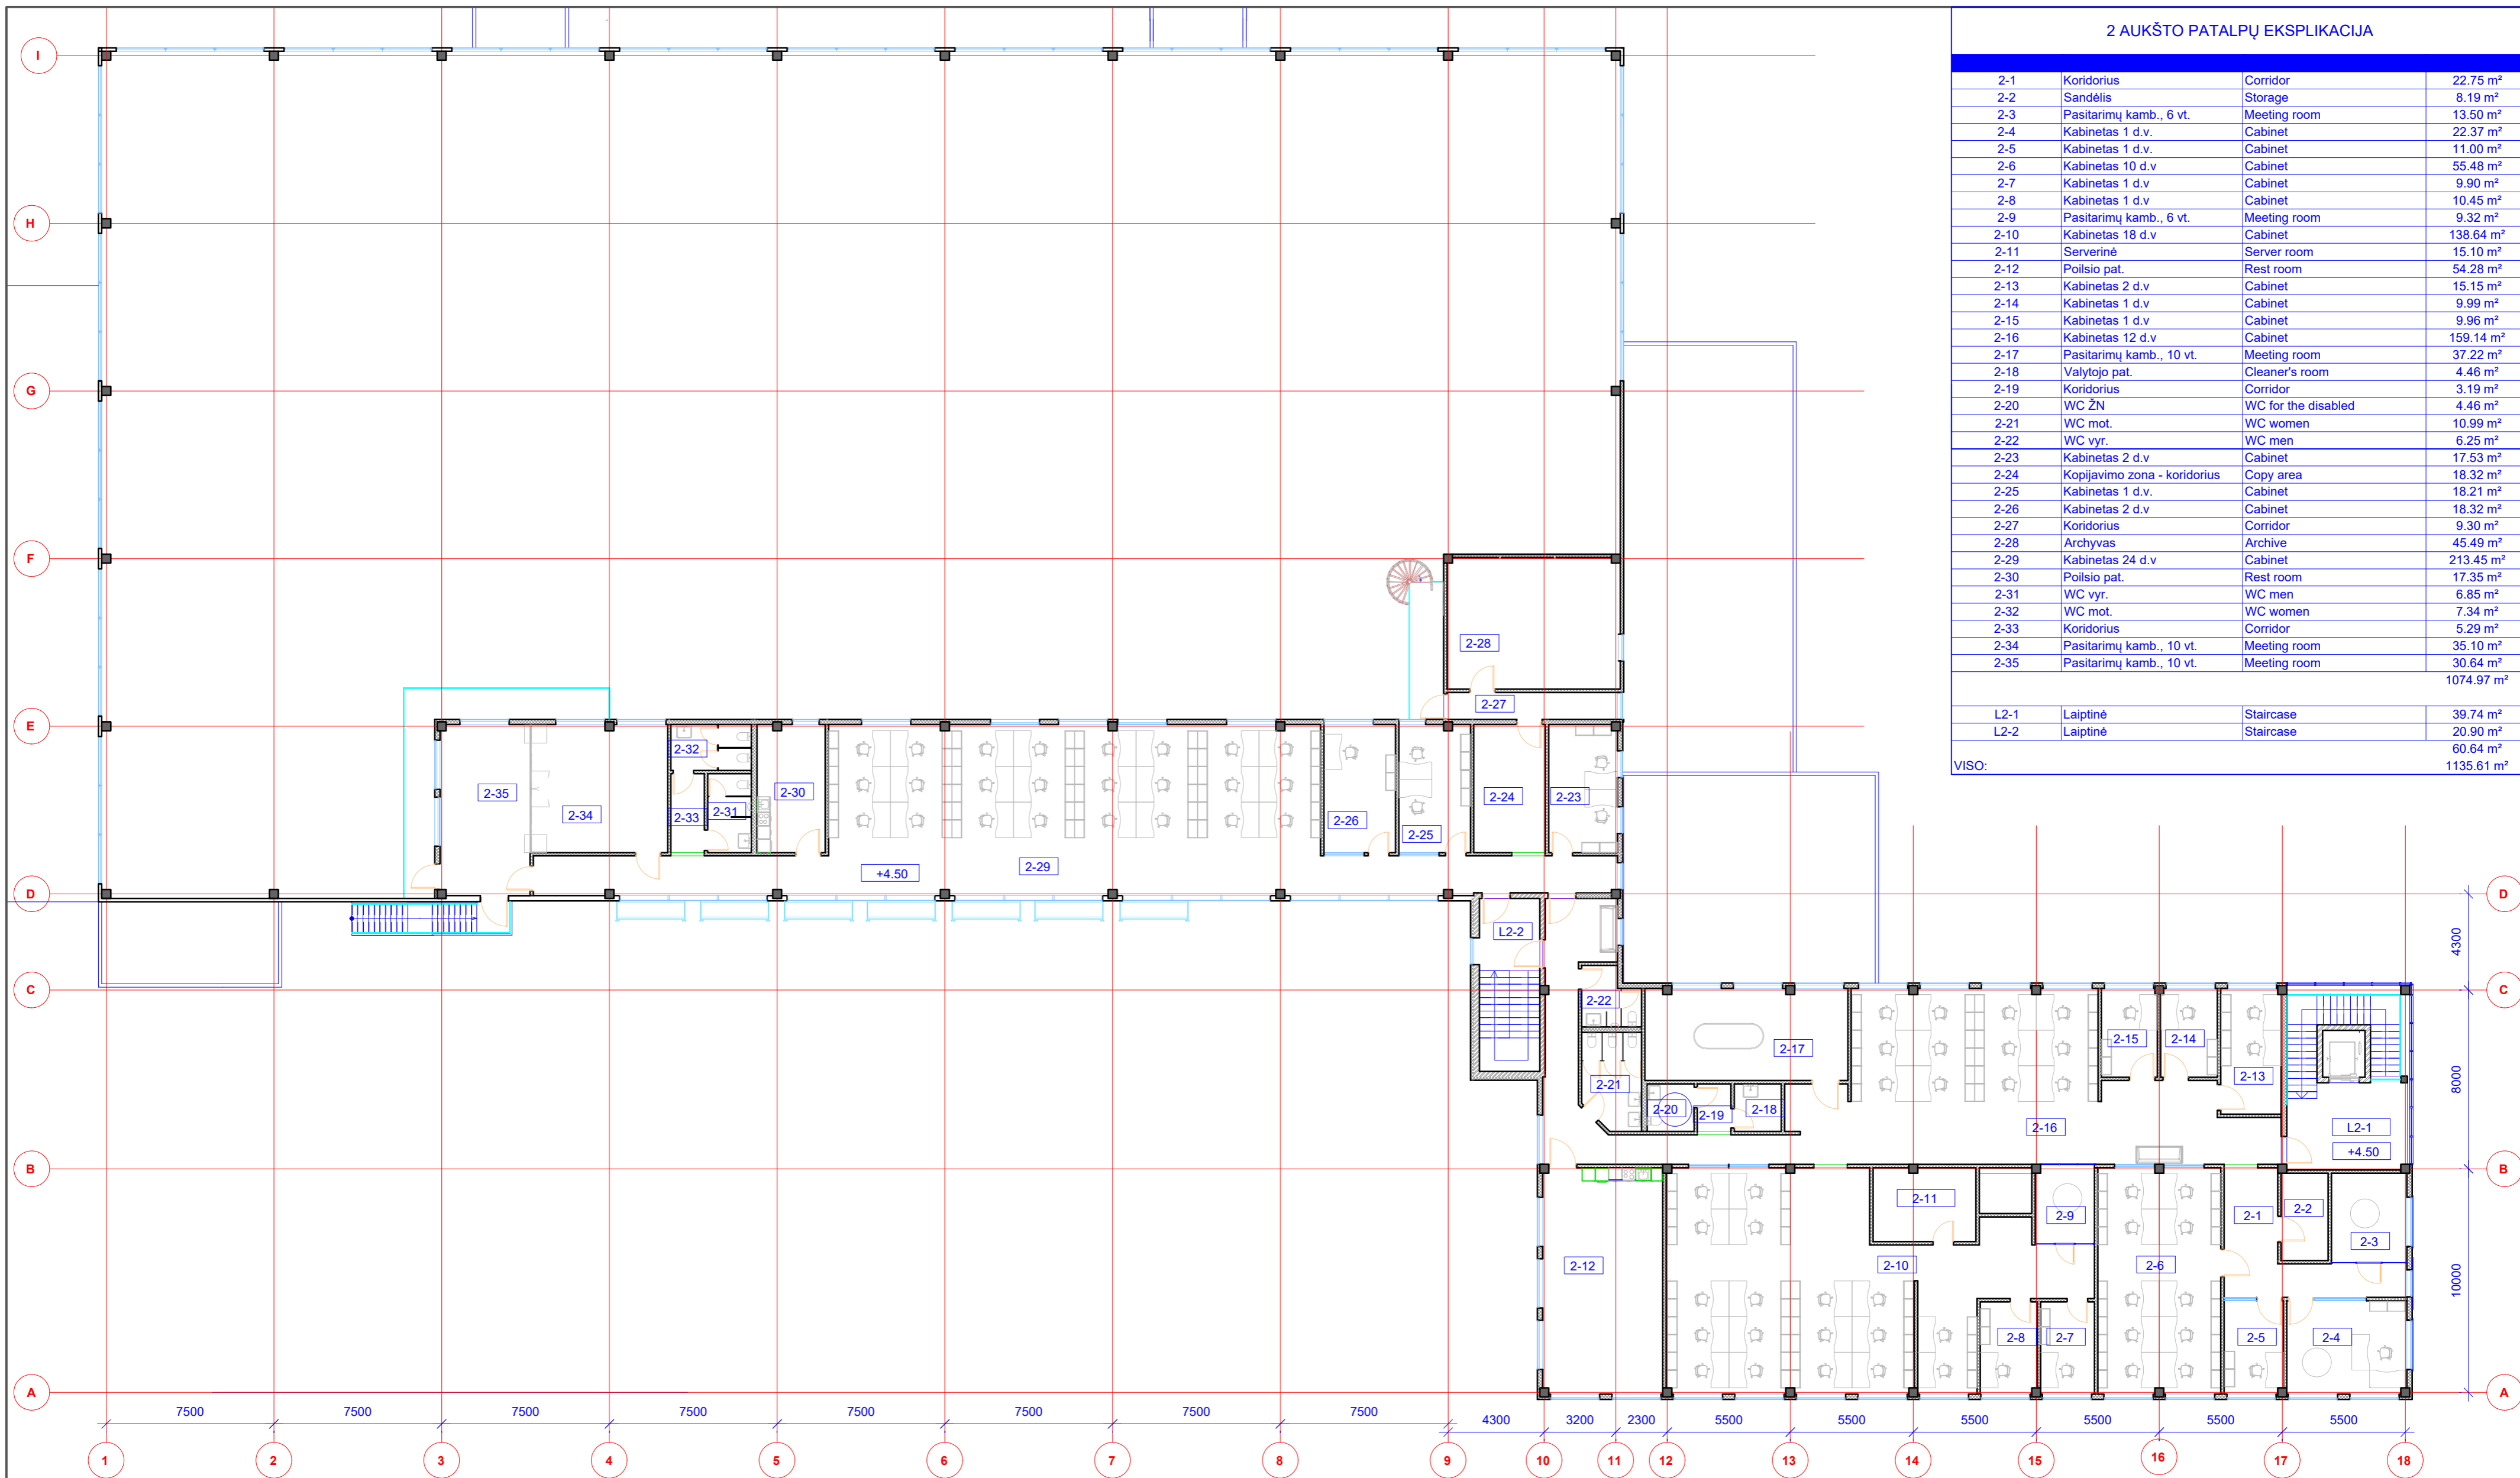 2 AUKŠTO PATALPŲ EKSPLIKACIJA
2-1 Koridorius Corridor 22.75 m²
2-2 Sandėlis Storage 8.19 m²
2-3 Pasitarimų kamb., 6 vt. Meeting room 13.50 m²
2-4 Kabinetas 1 d.v. Cabinet 22.37 m²
2-5 Kabinetas 1 d.v. Cabinet 11.00 m²
2-6 Kabinetas 10 d.v Cabinet 55.48 m²
2-7 Kabinetas 1 d.v Cabinet 9.90 m²
2-8 Kabinetas 1 d.v Cabinet 10.45 m²
2-9 Pasitarimų kamb., 6 vt. Meeting room 9.32 m²
2-10 Kabinetas 18 d.v Cabinet 138.64 m²
2-11 Serverinė Server room 15.10 m²
2-12 Poilsio pat. Rest room 54.28 m²
2-13 Kabinetas 2 d.v Cabinet 15.15 m²
2-14 Kabinetas 1 d.v Cabinet 9.99 m²
2-15 Kabinetas 1 d.v Cabinet 9.96 m²
2-16 Kabinetas 12 d.v Cabinet 159.14 m²
2-17 Pasitarimų kamb., 10 vt. Meeting room 37.22 m²
2-18 Valytojo pat. Cleaner's room 4.46 m²
2-19 Koridorius Corridor 3.19 m²
2-20 WC ŽN WC for the disabled 4.46 m²
2-21 WC mot. WC women 10.99 m²
2-22 WC vyr. WC men 6.25 m²
2-23 Kabinetas 2 d.v Cabinet 17.53 m²
2-24 Kopijavimo zona - koridorius Copy area 18.32 m²
2-25 Kabinetas 1 d.v. Cabinet 18.21 m²
2-26 Kabinetas 2 d.v Cabinet 18.32 m²
2-27 Koridorius Corridor 9.30 m²
2-28 Archyvas Archive 45.49 m²
2-29 Kabinetas 24 d.v Cabinet 213.45 m²
2-30 Poilsio pat. Rest room 17.35 m²
2-31 WC vyr. WC men 6.85 m²
2-32 WC mot. WC women 7.34 m²
2-33 Koridorius Corridor 5.29 m²
2-34 Pasitarimų kamb., 10 vt. Meeting room 35.10 m²
2-35 Pasitarimų kamb., 10 vt. Meeting room 30.64 m²
1074.97 m²
L2-1 Laiptinė Staircase 39.74 m²
L2-2 Laiptinė Staircase 20.90 m²
60.64 m²
VISO: 1135.61 m²
I
H
G
F
2-28
2-27
E
2-32
2-35
2-30
2-24
2-23
2-34
2-33
2-31
2-26
2-25
2-29
+4.50
D
D
L2-2
4300
C
2-22
C
2-17
2-15
2-14
2-13
2-21
8000
2-20
2-19
2-18
2-16
L2-1
+4.50
B
B
2-11
2-9
2-1
2-2
2-3
2-12
2-10
2-6
10000
2-8
2-7
2-5
2-4
A
A
7500 7500 7500 7500 7500 7500 7500 7500 4300 3200 2300 5500 5500 5500 5500 5500 5500
1 2 3 4 5 6 7 8 9 10 11 12 13 14 15 16 17 18